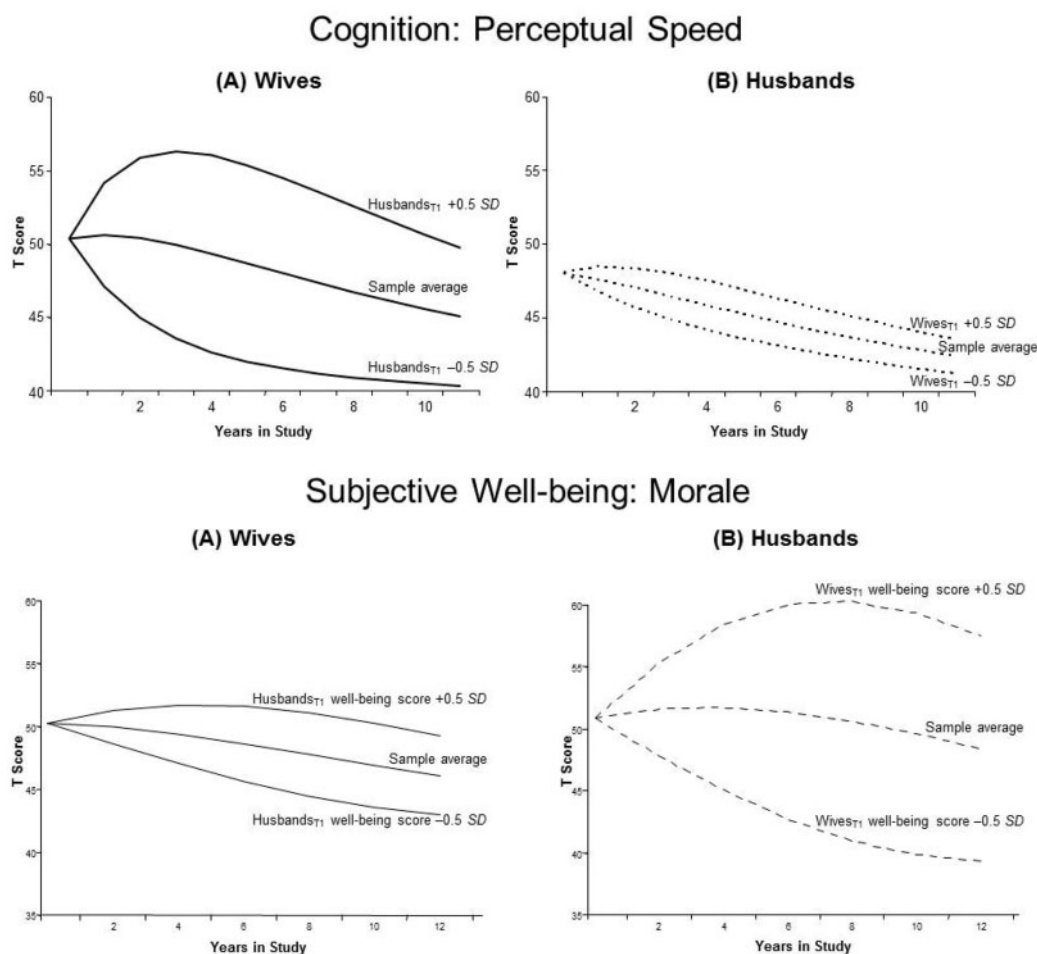 Cognition: Perceptual Speed
(A) Wives
(B) Husbands
60
55
50
45
40
T Score
Husbands T1 +0.5 SD
Sample average
Husbands T1 –0.5 SD
2 4 6 8 10
Years in Study
60
55
50
45
40
T Score
Wives T1 +0.5 SD
Sample average
Wives T1 –0.5 SD
2 4 6 8 10
Years in Study
Subjective Well-being: Morale
(A) Wives
(B) Husbands
60
55
50
45
40
35
T Score
Husbands T1 well-being score +0.5 SD
Sample average
Husbands T1 well-being score –0.5 SD
2 4 6 8 10 12
Years in Study
60
55
50
45
40
35
T Score
Wives T1 well-being score +0.5 SD
Sample average
Wives T1 well-being score –0.5 SD
2 4 6 8 10 12
Years in Study